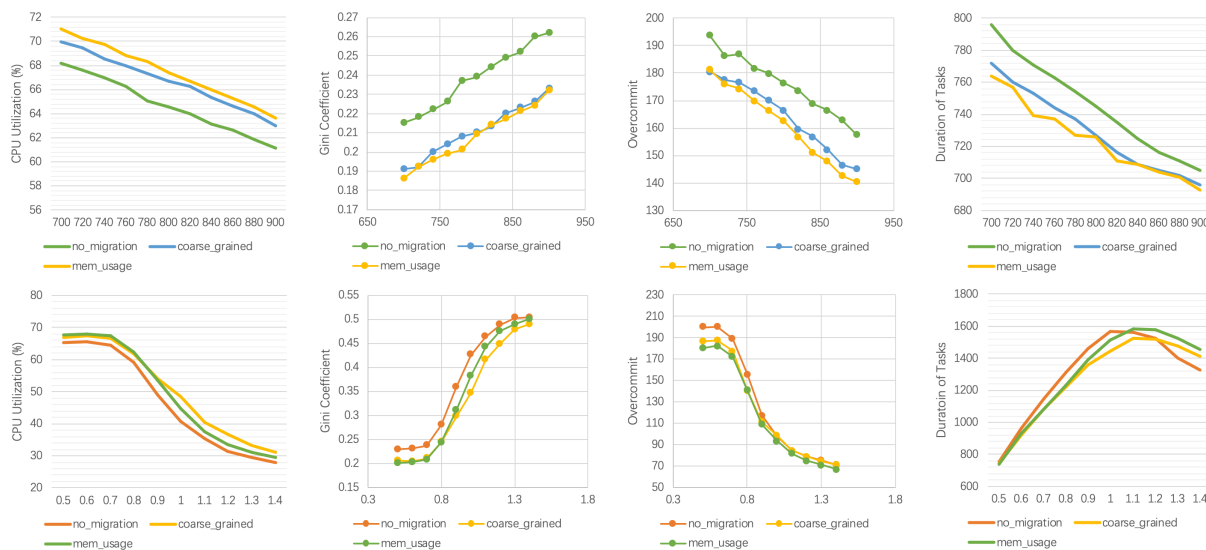 CPU Utilization (%)
72
70
68
66
64
62
60
58
56
700 720 740 760 780 800 820 840 860 880 900
no_migration coarse_grained
mem_usage
Gini Coefficient
0.27
0.26
0.25
0.24
0.23
0.22
0.21
0.2
0.19
0.18
0.17
650 750 850 950
no_migration coarse_grained
mem_usage
Overcommit
200
190
180
170
160
150
140
130
650 750 850 950
no_migration coarse_grained
mem_usage
Duration of Tasks
800
780
760
740
720
700
680
700 720 740 760 780 800 820 840 860 880 900
no_migration coarse_grained
mem_usage
CPU Utilization (%)
80
70
60
50
40
30
20
0.5 0.6 0.7 0.8 0.9 1 1.1 1.2 1.3 1.4
no_migration coarse_grained
mem_usage
Gini Coefficient
0.55
0.5
0.45
0.4
0.35
0.3
0.25
0.2
0.15
0.3 0.8 1.3 1.8
no_migration coarse_grained
mem_usage
Overcommit
230
210
190
170
150
130
110
90
70
50
0.3 0.8 1.3 1.8
no_migration coarse_grained
mem_usage
Duratoin of Tasks
1800
1600
1400
1200
1000
800
600
0.5 0.6 0.7 0.8 0.9 1 1.1 1.2 1.3 1.4
no_migration coarse_grained
mem_usage